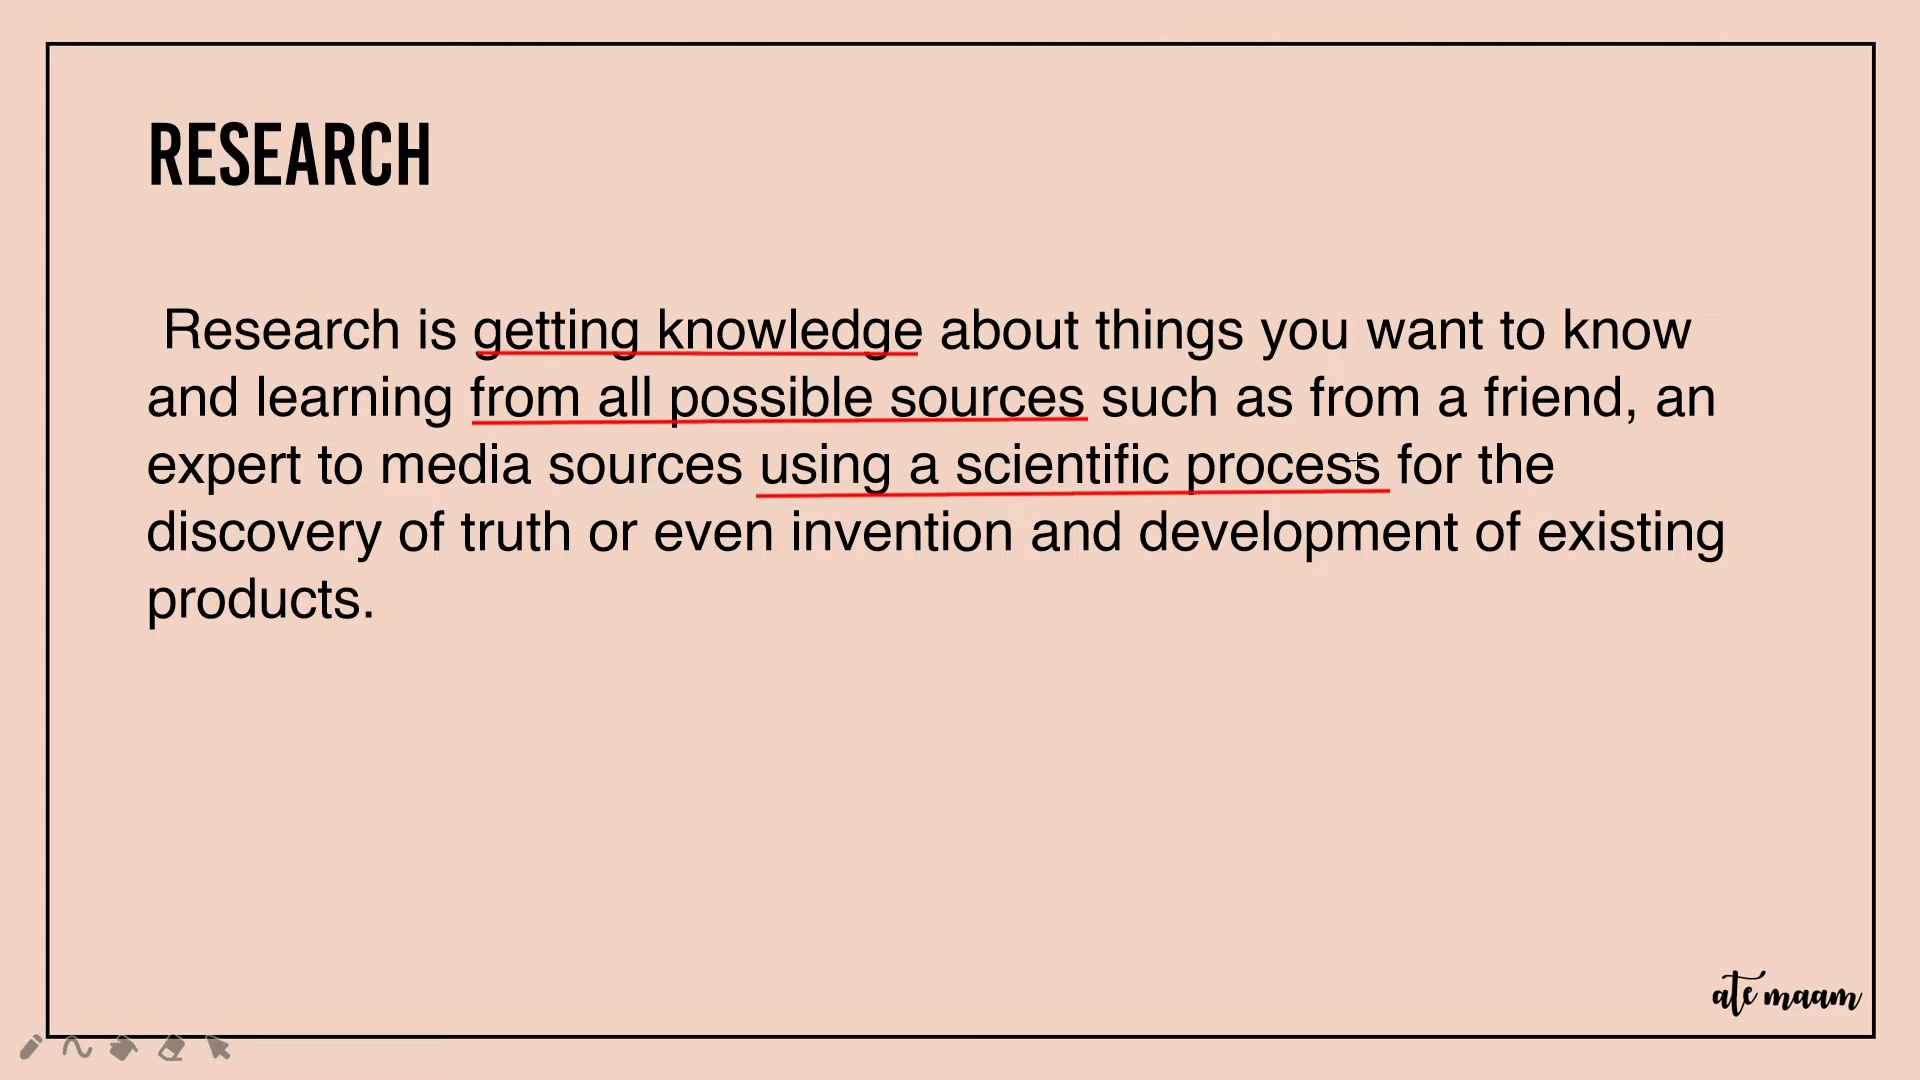 RESEARCH
Research is getting knowledge about things you want to know
and learning from all possible sources such as from a friend, an
expert to media sources using a scientific process for the
discovery of truth or even invention and development of existing
products.
ate maam